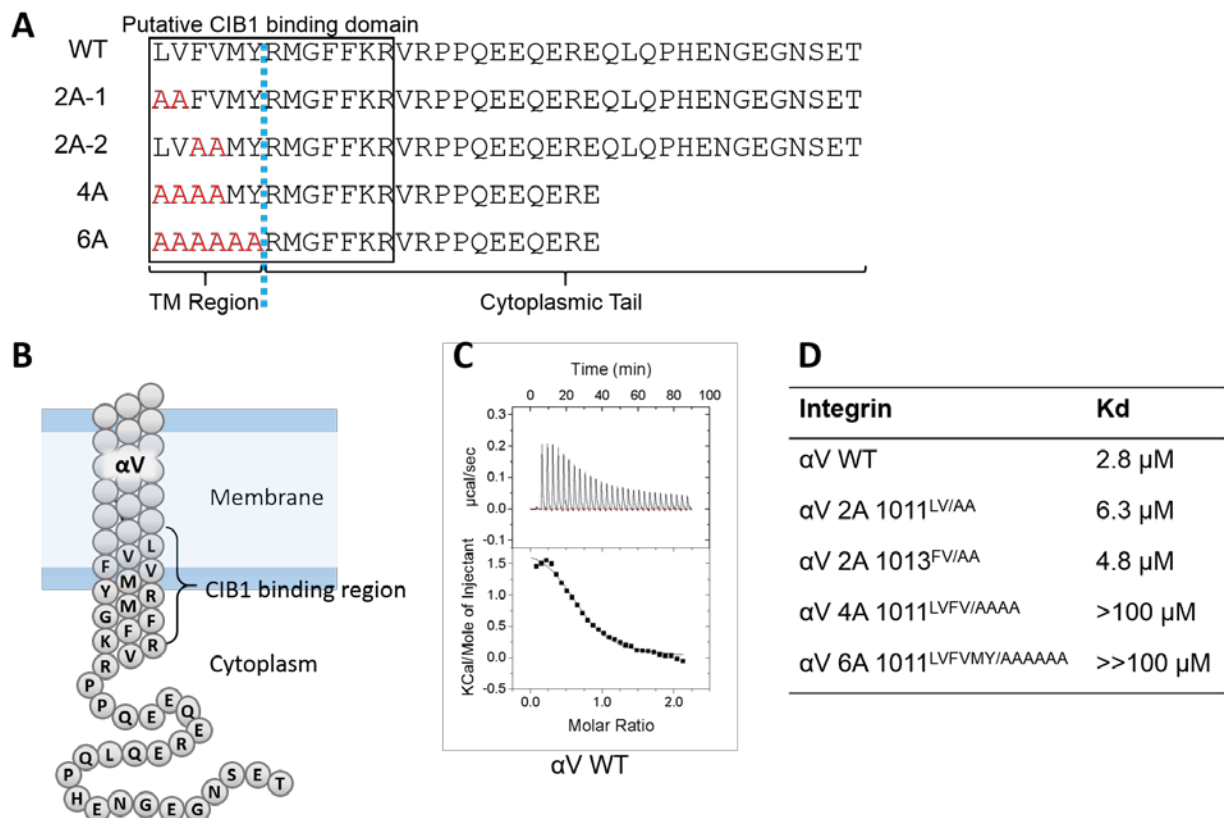 A
Putative CIB1 binding domain
WT LVFVMYRMGFFKRVRPPQEEQEREQLQPHENGEGNSET
2A-1 AAFVMYRMGFFKRVRPPQEEQEREQLQPHENGEGNSET
2A-2 LVAAMYRMGFFKRVRPPQEEQEREQLQPHENGEGNSET
4A AAAAMYRMGFFKRVRPPQEEQERE
6A AAAAAARMGFFKRVRPPQEEQERE
TM Region Cytoplasmic Tail
B
αV
Membrane
V L
F V
M
Y R
M
G F
F
K R
V
R
CIB1 binding region
Cytoplasm
P
P Q E E Q
E
P Q L Q E R
H E N G E G N S E T
C
Time (min)
0 20 40 60 80 100
0.3
0.2
0.1
0.0
-0.1
µcal/sec
1.5
1.0
0.5
0.0
-0.5
KCal/Mole of Injectant
0.0 1.0 2.0
Molar Ratio
αV WT
D
Integrin Kd
αV WT 2.8 µM
αV 2A 1011LV/AA 6.3 µM
αV 2A 1013FV/AA 4.8 µM
αV 4A 1011LVFV/AAAA >100 µM
αV 6A 1011LVFVMY/AAAAAA >>100 µM